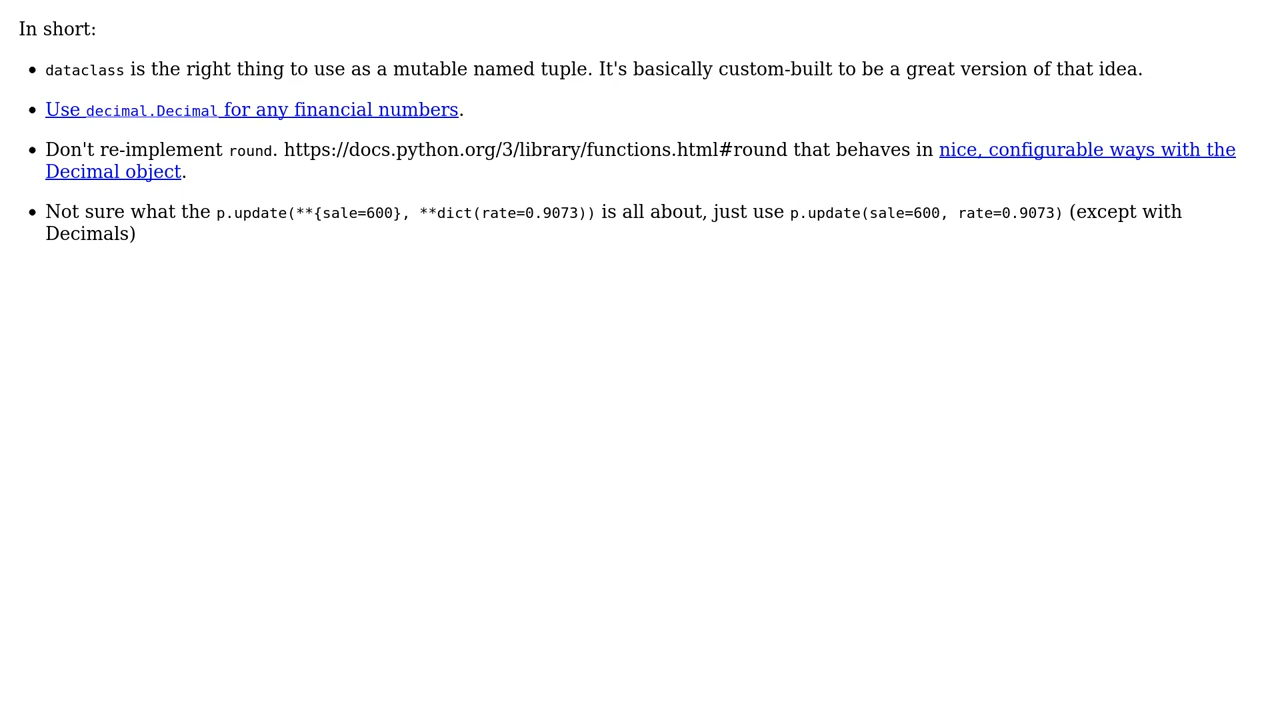 In short:
• dataclass is the right thing to use as a mutable named tuple. It's basically custom-built to be a great version of that idea.
• Use decimal.Decimal for any financial numbers.
• Don't re-implement round. https://docs.python.org/3/library/functions.html#round that behaves in nice, configurable ways with the
Decimal object.
• Not sure what the p.update(**{sale=600}, **dict(rate=0.9073)) is all about, just use p.update(sale=600, rate=0.9073) (except with
Decimals)